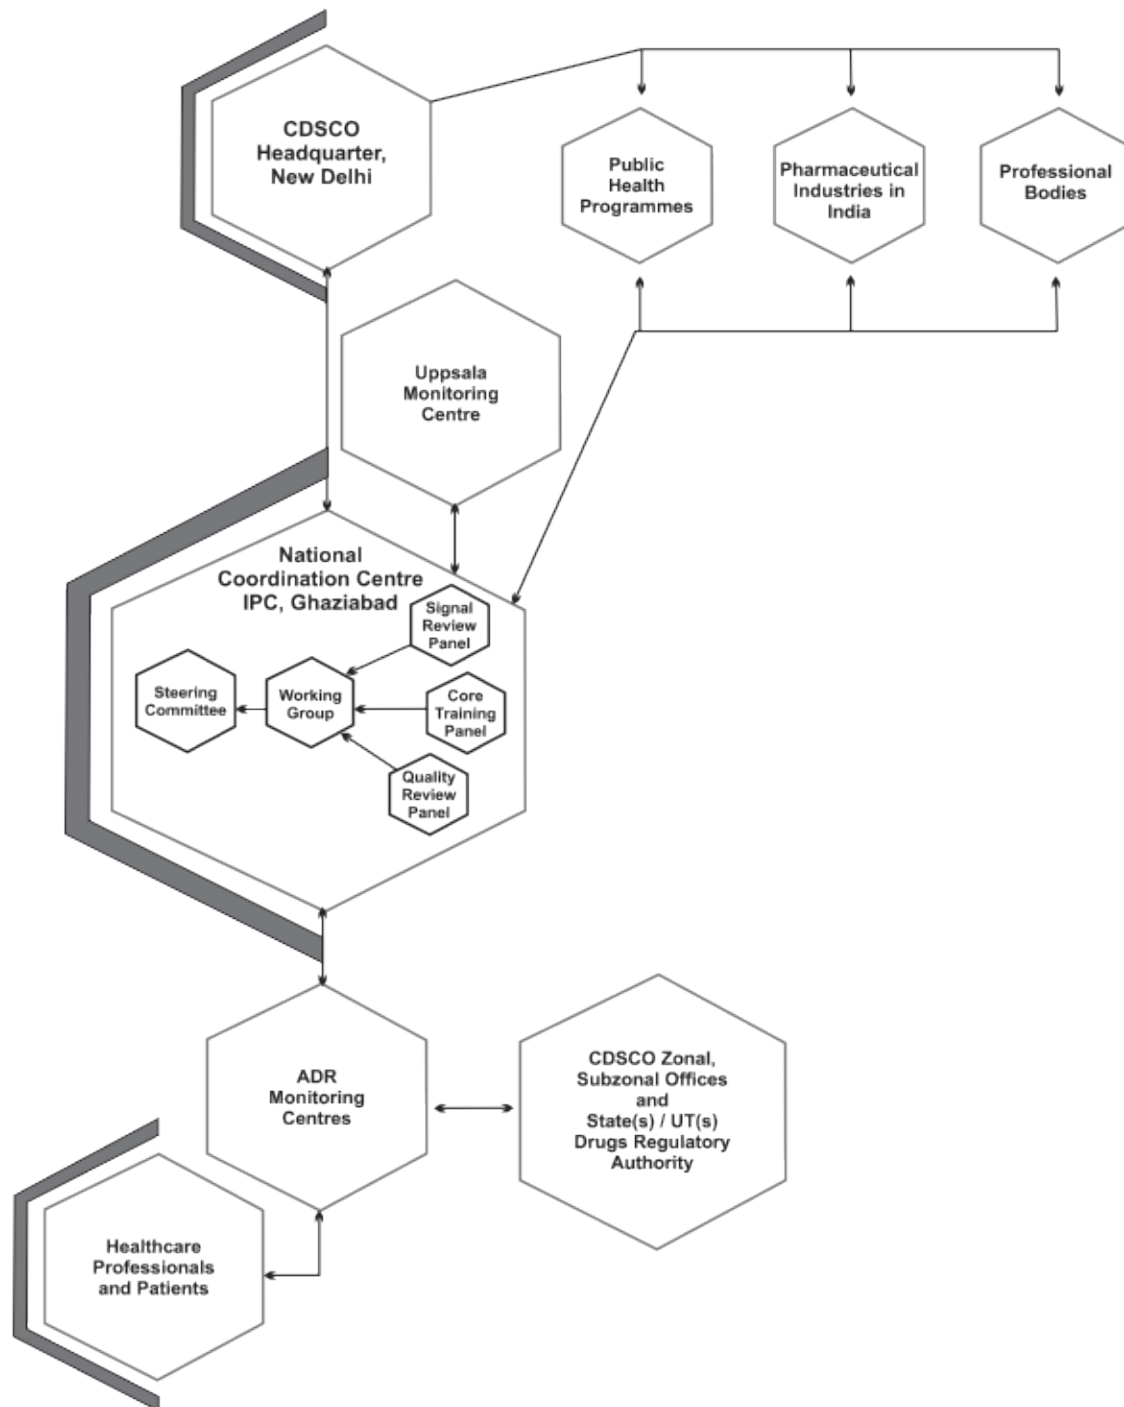 CDSCO
Headquarter,
New Delhi
Public
Health
Programmes
Pharmaceutical
Industries in
India
Professional
Bodies
Uppsala
Monitoring
Centre
National
Coordination Centre
IPC, Ghaziabad
Signal
Review
Panel
Steering
Committee
Working
Group
Core
Training
Panel
Quality
Review
Panel
ADR
Monitoring
Centres
CDSCO Zonal,
Subzonal Offices
and
State(s) / UT(s)
Drugs Regulatory
Authority
Healthcare
Professionals
and Patients